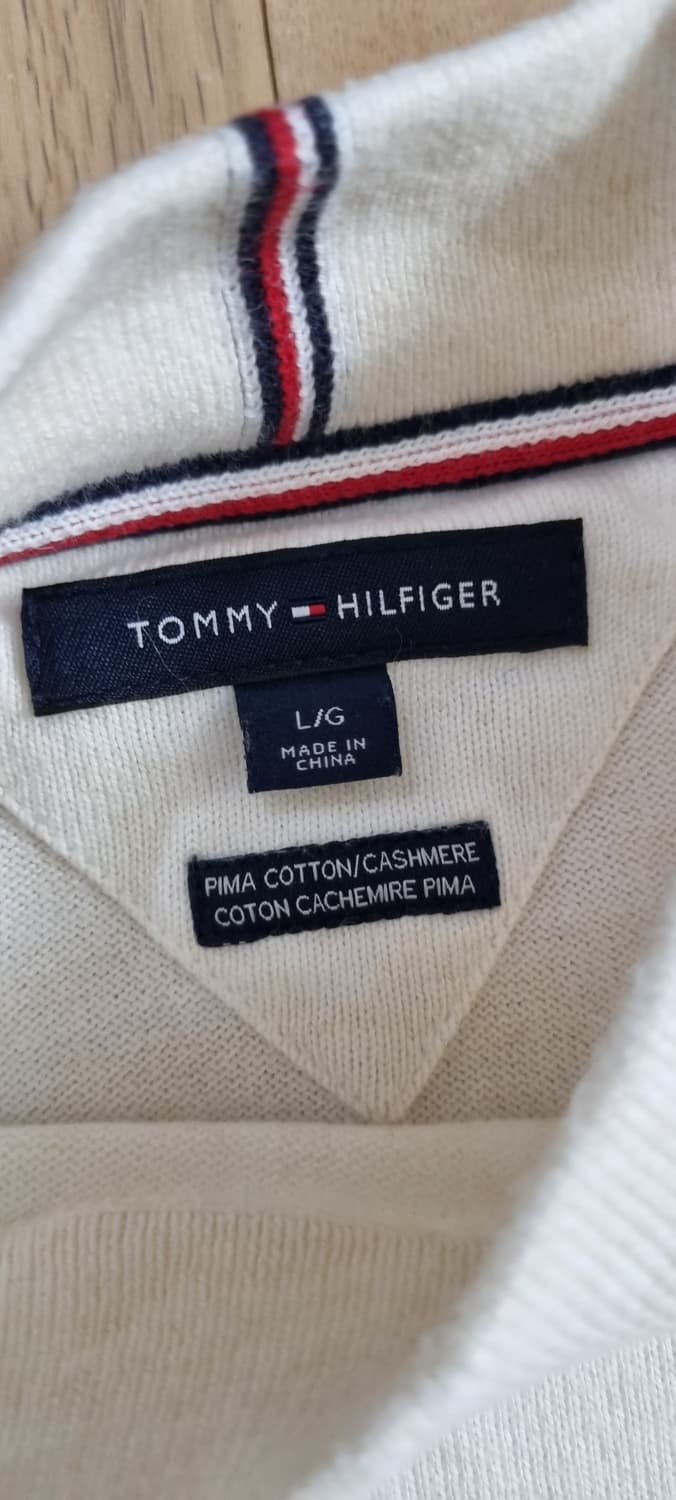 TOMMY HILFIGER
L/G
MADE IN
CHINA
PIMA COTTON/CASHMERE
COTON CACHEMIRE PIMA